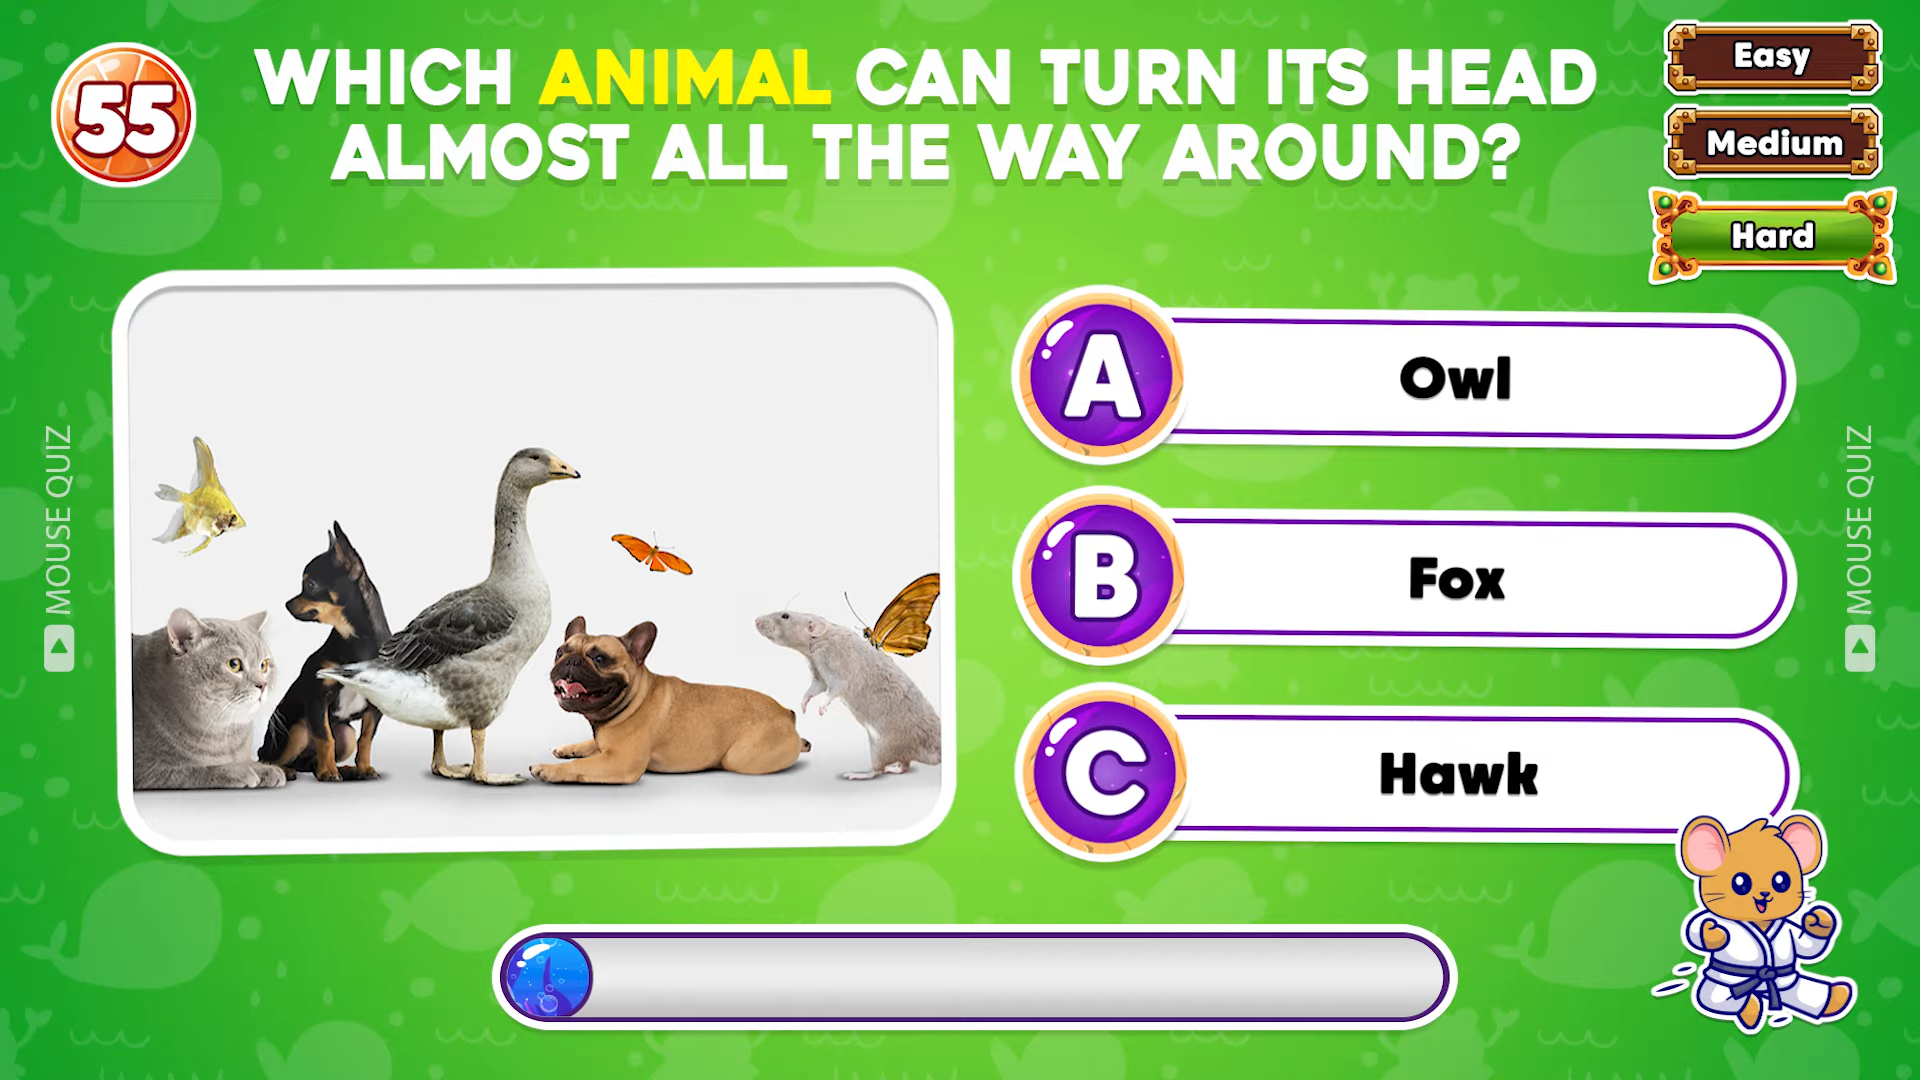 55
WHICH ANIMAL CAN TURN ITS HEAD
ALMOST ALL THE WAY AROUND?
Easy
Medium
Hard
A
Owl
B
Fox
C
Hawk
MOUSE QUIZ
MOUSE QUIZ